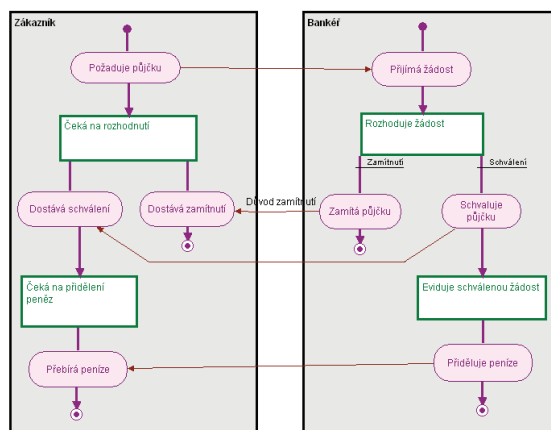 Zákazník
Bankéř
Požaduje půjčku
Přijímá žádost
Čeká na rozhodnutí
Rozhoduje žádost
Zamítnutí
Schválení
Dostává schválení
Dostává zamítnutí
Důvod zamítnutí
Zamítá půjčku
Schvaluje
půjčku
Čeká na přidělení
peněz
Eviduje schválenou žádost
Přebírá peníze
Přiděluje peníze